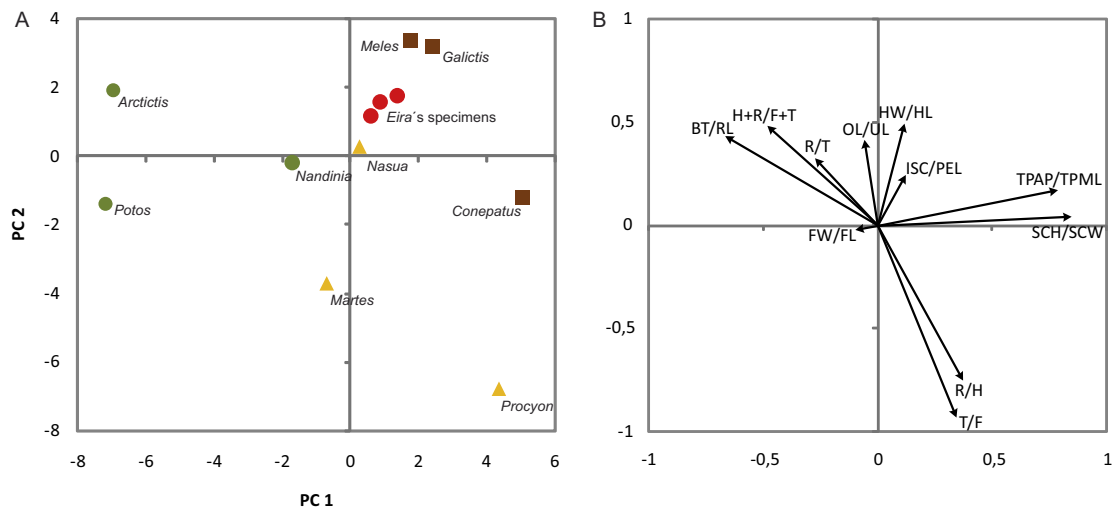 A
4
2
0
-2
-4
-6
-8
PC 2
Meles
Galictis
Arctictis
Eira´s specimens
Nasua
Nandinia
Potos
Conepatus
Martes
Procyon
-8 -6 -4 -2 0 2 4 6
PC 1
B
1
0,5
0
-0,5
-1
H+R/F+T
HW/HL
BT/RL
R/T
OL/UL
ISC/PEL
TPAP/TPML
FW/FL
SCH/SCW
R/H
T/F
-1 -0,5 0 0,5 1